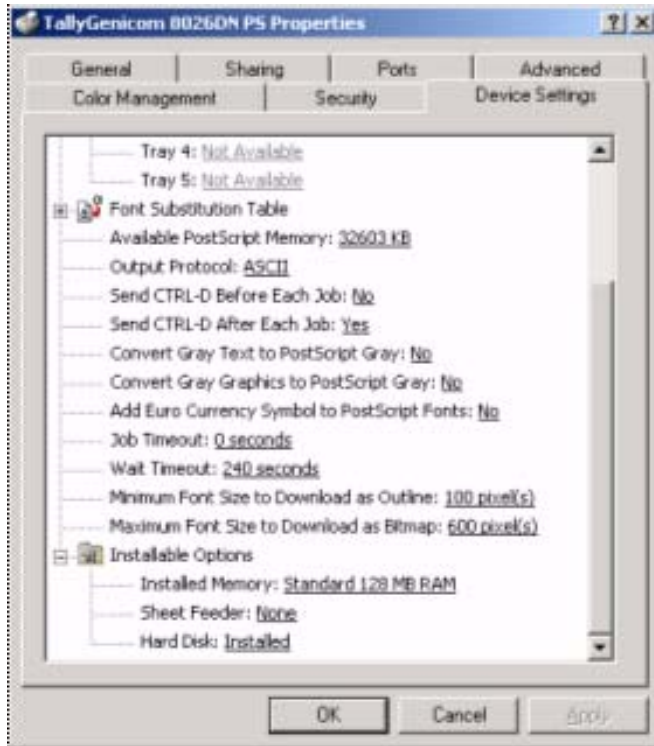 TallyGenicom 8026DN PS Properties
General Sharing Ports Advanced
Color Management Security Device Settings
Tray 4: Not Available
Tray 5: Not Available
Font Substitution Table
Available PostScript Memory: 32603 KB
Output Protocol: ASCII
Send CTRL-D Before Each Job: No
Send CTRL-D After Each Job: Yes
Convert Gray Text to PostScript Gray: No
Convert Gray Graphics to PostScript Gray: No
Add Euro Currency Symbol to PostScript Fonts: No
Job Timeout: 0 seconds
Wait Timeout: 240 seconds
Minimum Font Size to Download as Outline: 100 pixel(s)
Maximum Font Size to Download as Bitmap: 600 pixel(s)
Installable Options
Installed Memory: Standard 128 MB RAM
Sheet Feeder: None
Hard Disk: Installed
OK Cancel Apply